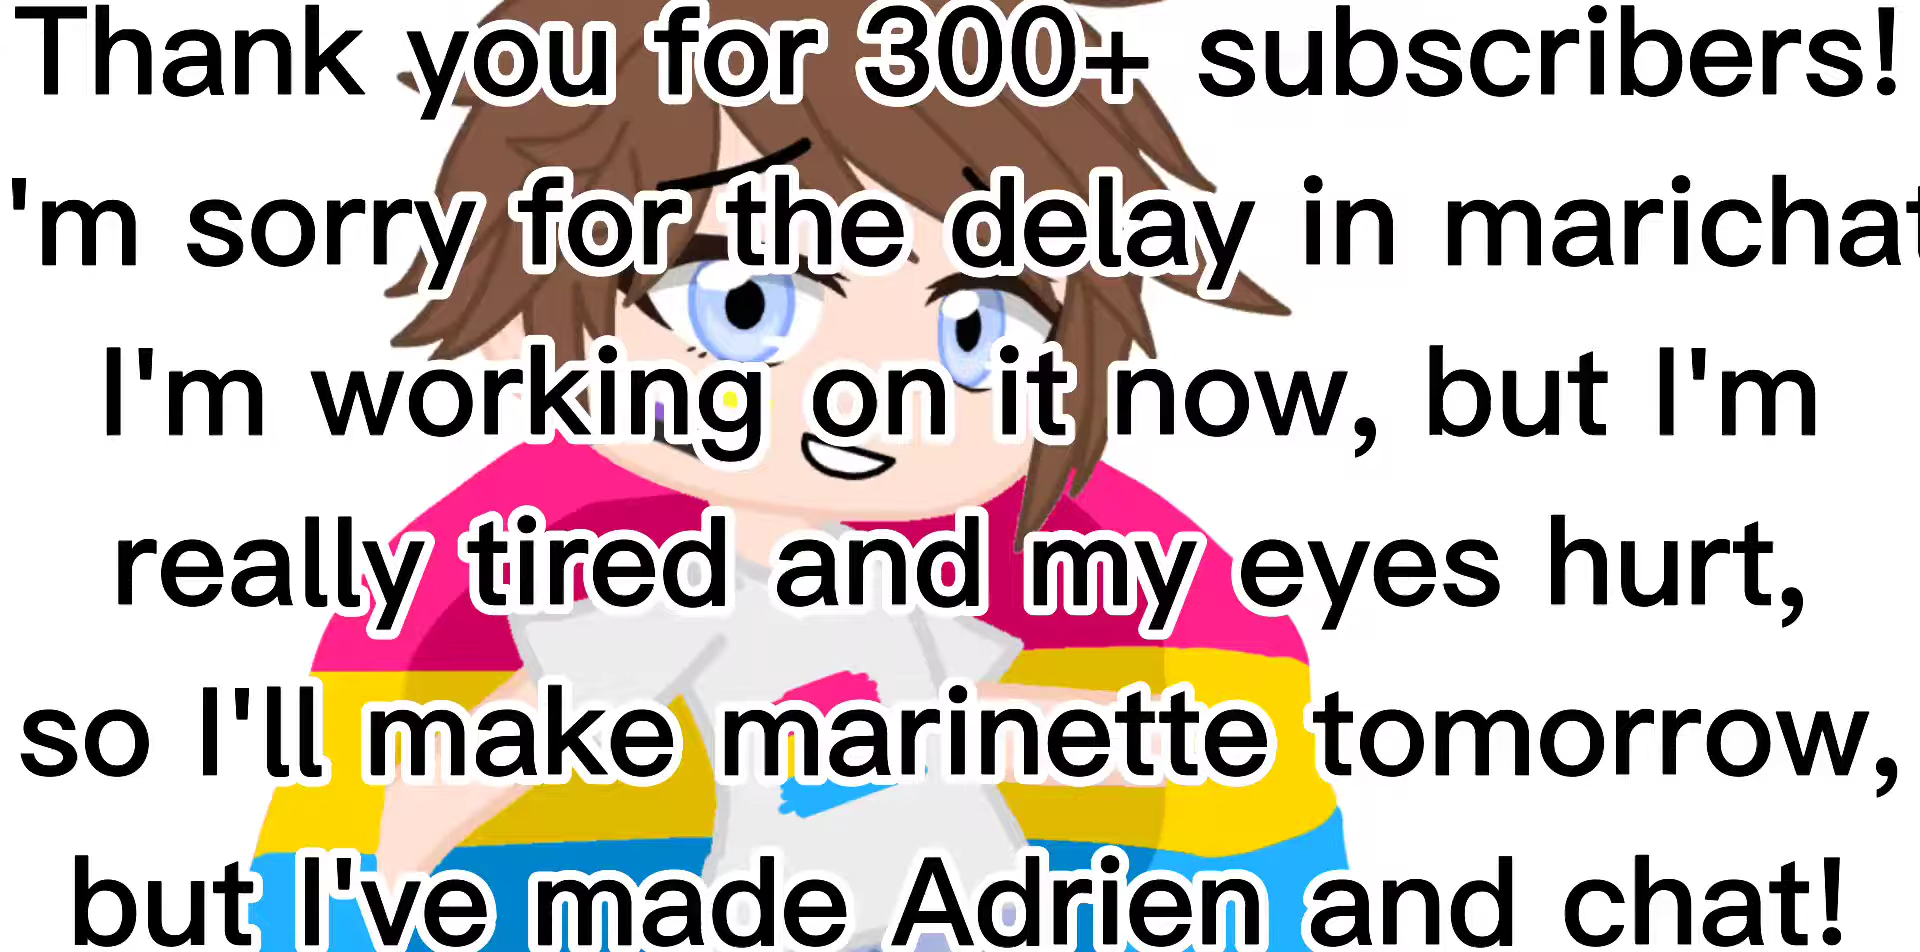 Thank you for 300+ subscribers!
'm sorry for the delay in marichat
I'm working on it now, but I'm
really tired and my eyes hurt,
so I'll make marinette tomorrow,
but I've made Adrien and chat!